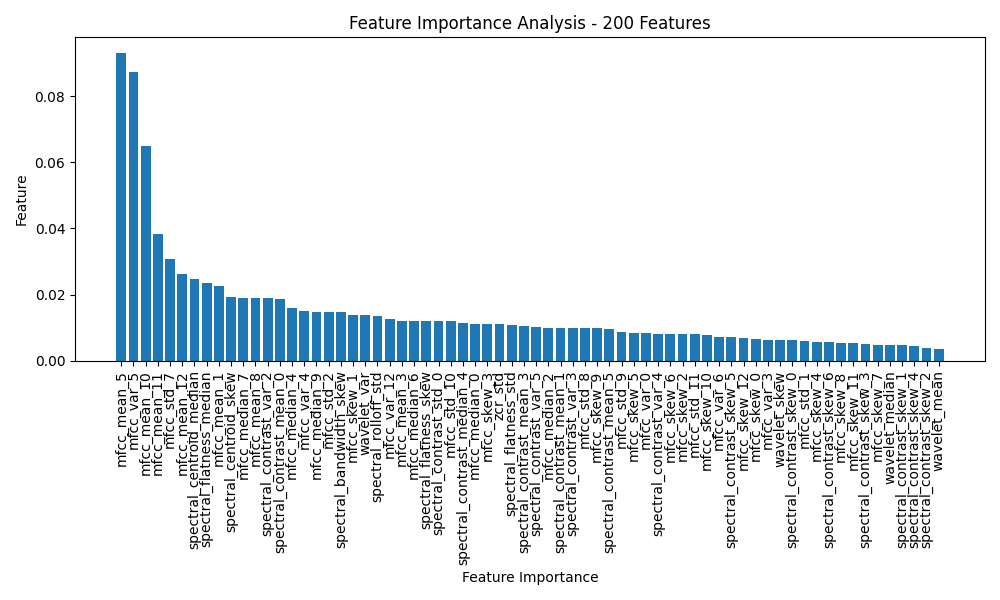 Feature Importance Analysis - 200 Features
Feature
0.08
0.06
0.04
0.02
0.00
mfcc_mean_5
mfcc_var_5
mfcc_mean_10
mfcc_mean_11
mfcc_std_7
mfcc_mean_12
spectral_centroid_median
spectral_flatness_median
mfcc_mean_1
spectral_centroid_skew
mfcc_median_7
mfcc_mean_8
spectral_contrast_var_2
spectral_contrast_mean_0
mfcc_median_4
mfcc_var_4
mfcc_median_9
mfcc_std_2
spectral_bandwidth_skew
mfcc_skew_1
wavelet_var
spectral_rolloff_std
mfcc_var_12
mfcc_mean_3
mfcc_median_6
spectral_flatness_skew
spectral_contrast_std_0
mfcc_std_10
spectral_contrast_median_4
mfcc_median_0
mfcc_skew_3
zcr_std
spectral_flatness_std
spectral_contrast_mean_3
spectral_contrast_var_5
mfcc_median_2
spectral_contrast_mean_1
spectral_contrast_var_3
mfcc_std_8
mfcc_skew_9
spectral_contrast_mean_5
mfcc_std_9
mfcc_skew_5
mfcc_var_0
spectral_contrast_var_4
mfcc_skew_6
mfcc_skew_2
mfcc_std_11
mfcc_skew_10
mfcc_var_6
spectral_contrast_skew_5
mfcc_skew_12
mfcc_skew_0
mfcc_var_3
wavelet_skew
spectral_contrast_skew_0
mfcc_std_1
mfcc_skew_4
spectral_contrast_skew_6
mfcc_skew_8
mfcc_skew_11
spectral_contrast_skew_3
mfcc_skew_7
wavelet_median
spectral_contrast_skew_1
spectral_contrast_skew_4
spectral_contrast_skew_2
wavelet_mean
Feature Importance